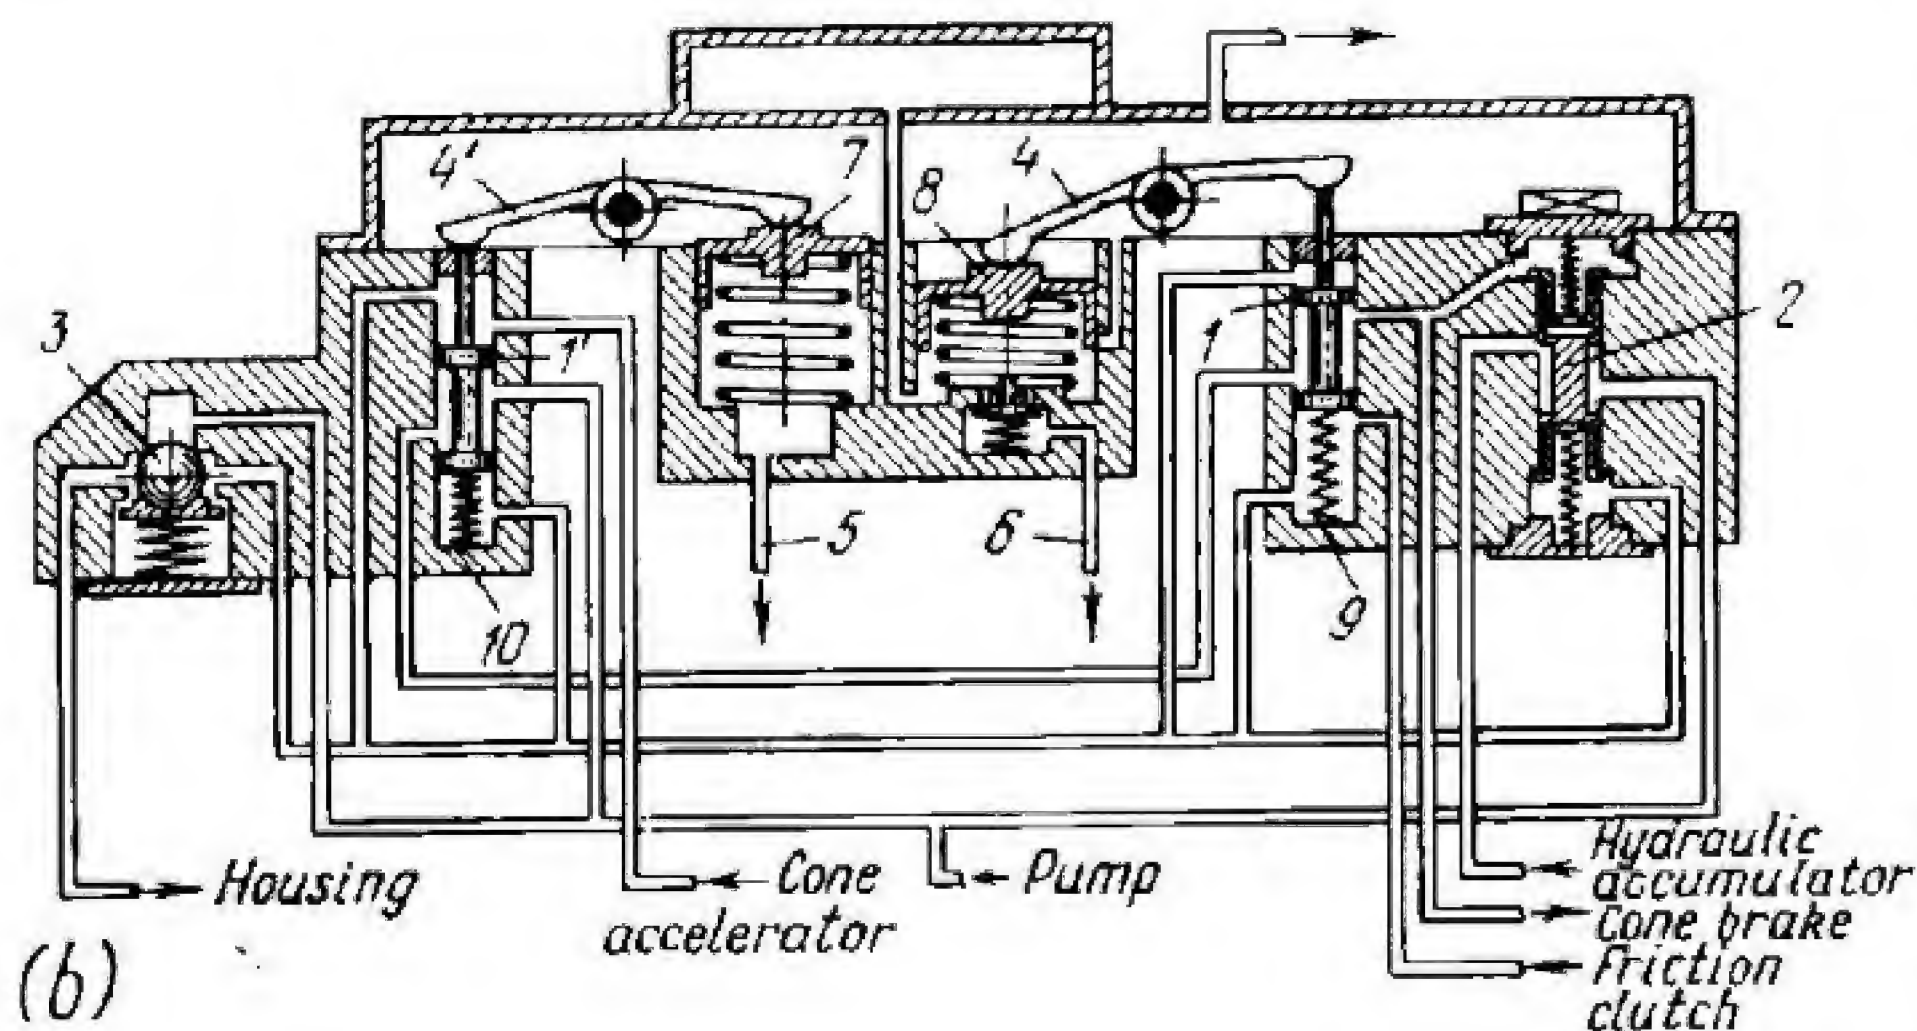 4'
7
8
4
3
1'
1
2
5
6
10
9
Housing
Cone
accelerator
Pump
Hydraulic
accumulator
Cone brake
Friction
clutch
(b)